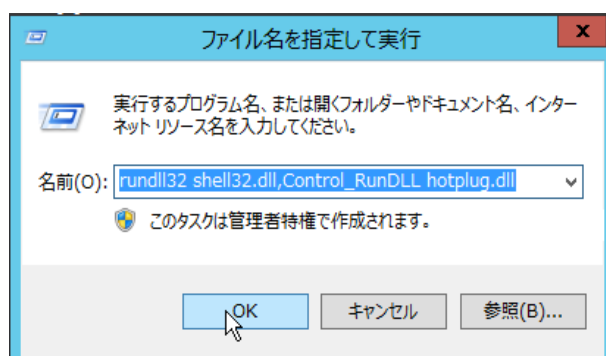 ファイル名を指定して実行
x
実行するプログラム名、または開くフォルダーやドキュメント名、インター
ネット リソース名を入力してください。
名前(O): rundll32 shell32.dll,Control_RunDLL hotplug.dll
このタスクは管理者特権で作成されます。
OK キャンセル 参照(B)...